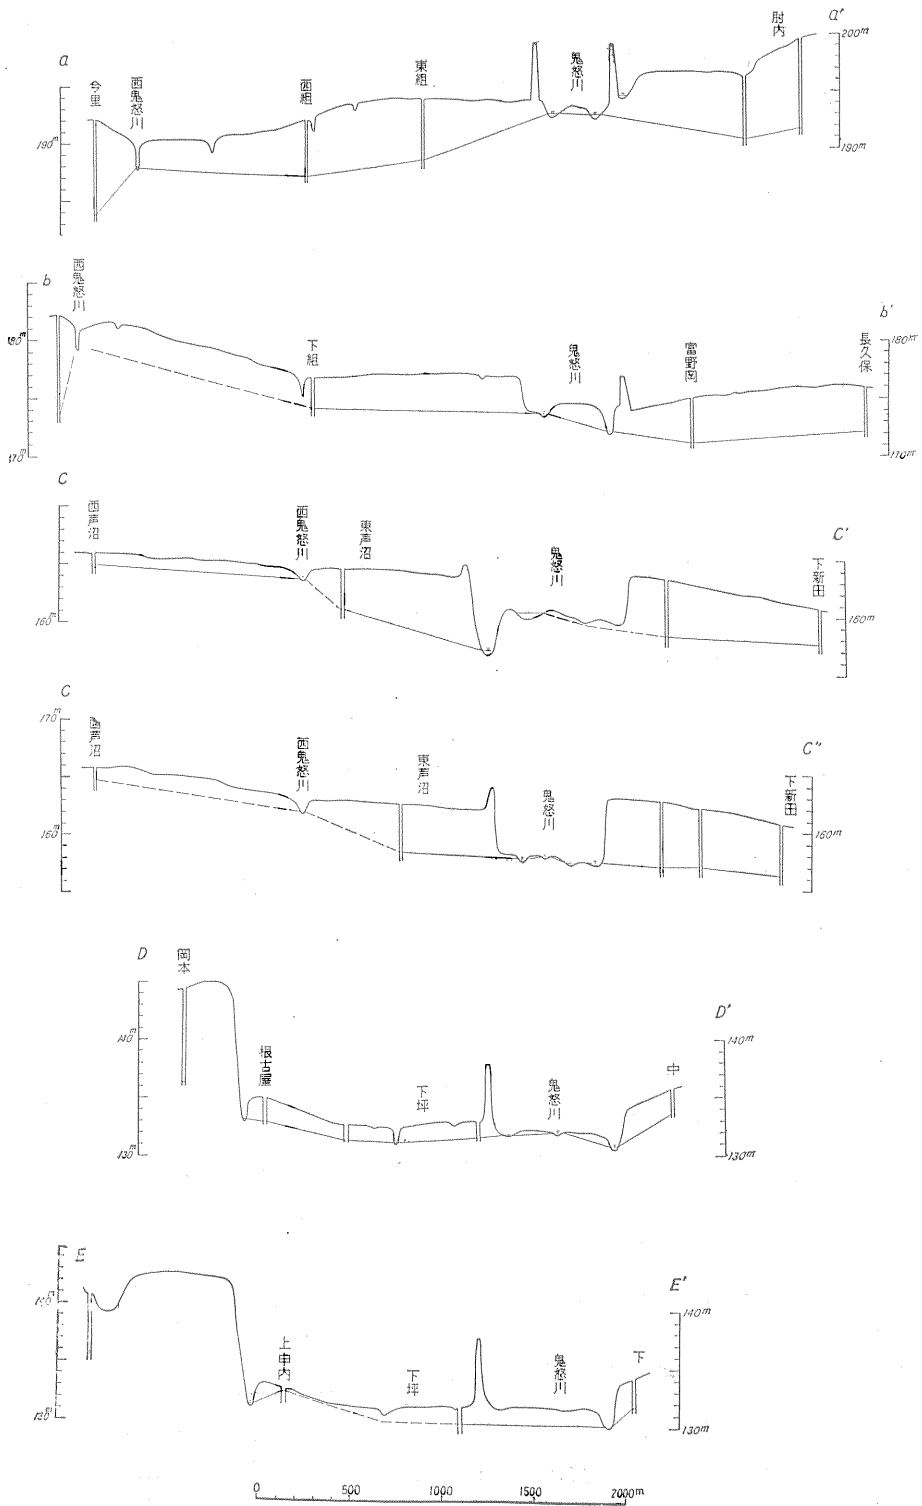 a
今里
西鬼怒川
西組
東組
鬼怒川
肘内
a'
200m
190m
190m
b
西鬼怒川
下組
鬼怒川
富野岡
長久保
b'
180m
180m
170m
170m
C
西芦沼
西鬼怒川
東芦沼
鬼怒川
下新田
C'
160m
160m
C
170m
西芦沼
西鬼怒川
東芦沼
鬼怒川
下新田
C"
160m
160m
D
岡本
根古屋
下坪
鬼怒川
中
D'
140m
140m
130m
130m
E
上申内
下坪
鬼怒川
下
E'
140m
140m
130m
0 500 1000 1500 2000m